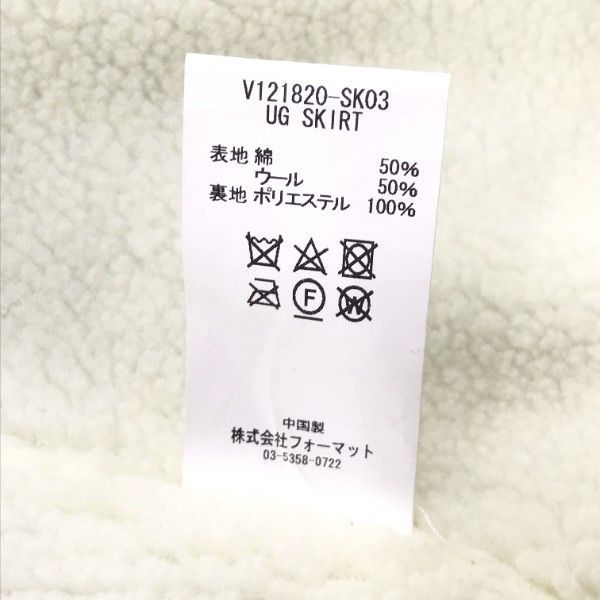 V121820-SK03
UG SKIRT
表地 綿 50%
ウール 50%
裏地 ポリエステル 100%
F
W
中国製
株式会社フォーマット
03-5358-0722